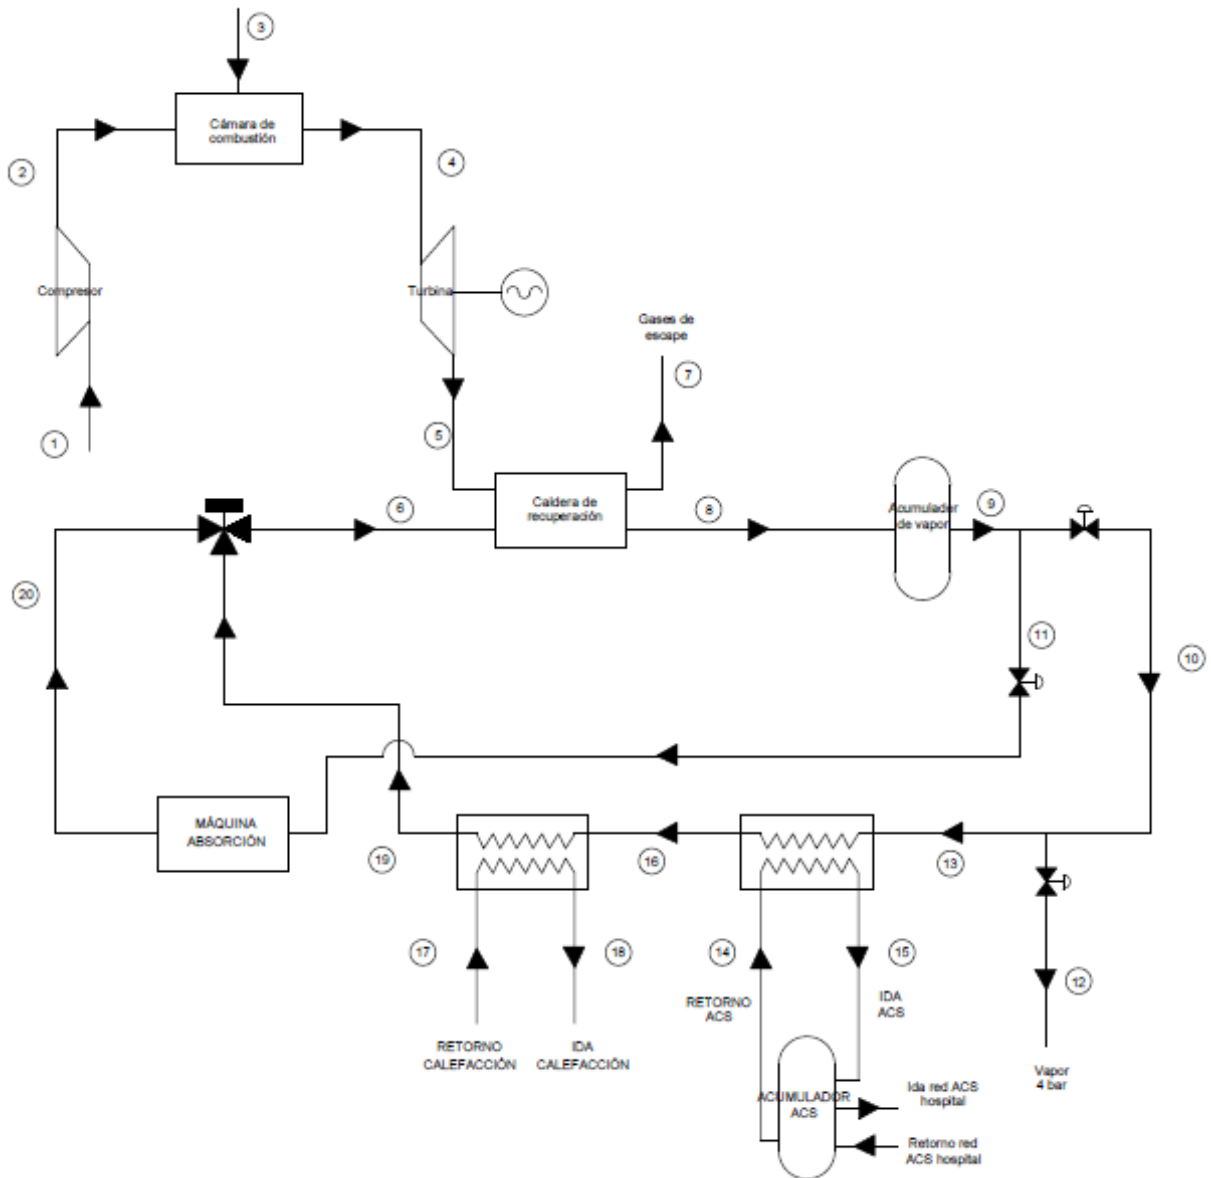 3
Cámara de
combustión
2
4
Compresor
Turbina
Gases de
escape
7
1
5
Caldera de
recuperación
6
8
Acumulador
de vapor
9
20
11
10
MÁQUINA
ABSORCIÓN
19
16
13
17
18
14
15
12
RETORNO
ACS
IDA
ACS
RETORNO
CALEFACCIÓN
IDA
CALEFACCIÓN
Vapor
4 bar
ACUMULADOR
ACS
Ida red ACS
hospital
Retorno red
ACS hospital